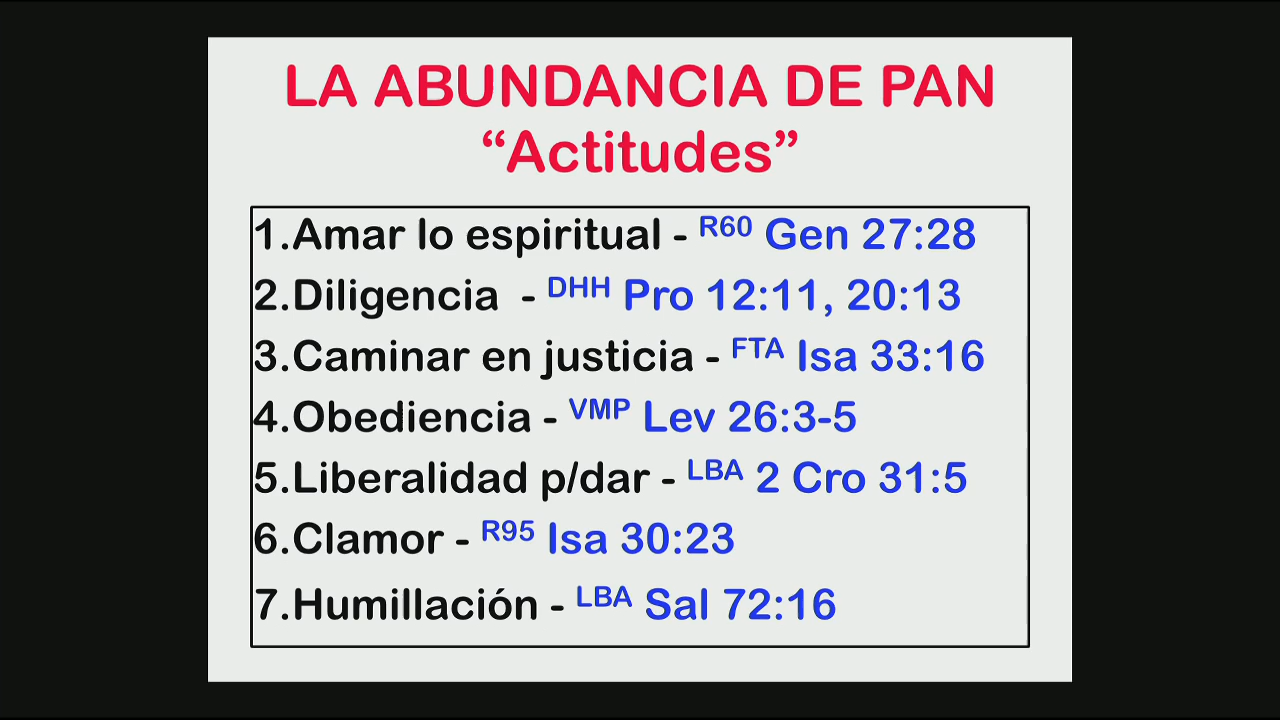 LA ABUNDANCIA DE PAN
“Actitudes”
1.Amar lo espiritual - R60 Gen 27:28
2.Diligencia - DHH Pro 12:11, 20:13
3.Caminar en justicia - FTA Isa 33:16
4.Obediencia - VMP Lev 26:3-5
5.Liberalidad p/dar - LBA 2 Cro 31:5
6.Clamor - R95 Isa 30:23
7.Humillación - LBA Sal 72:16